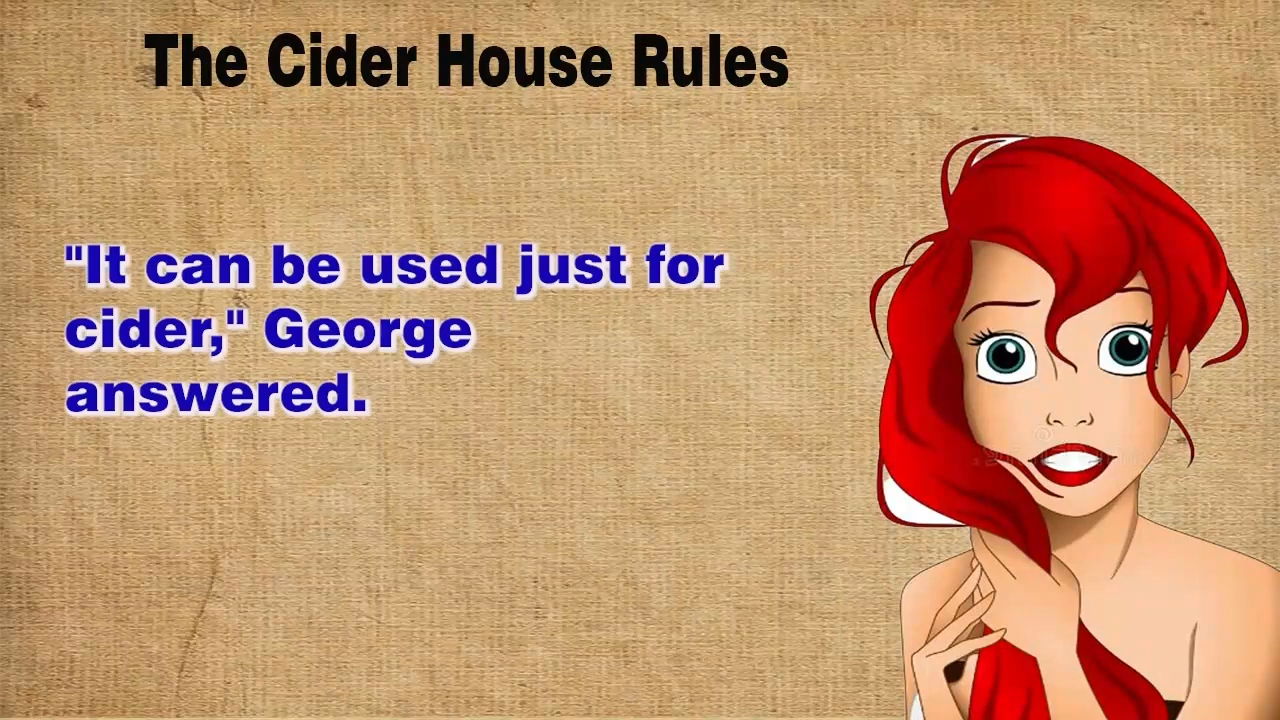 The Cider House Rules
"It can be used just for
cider," George
answered.